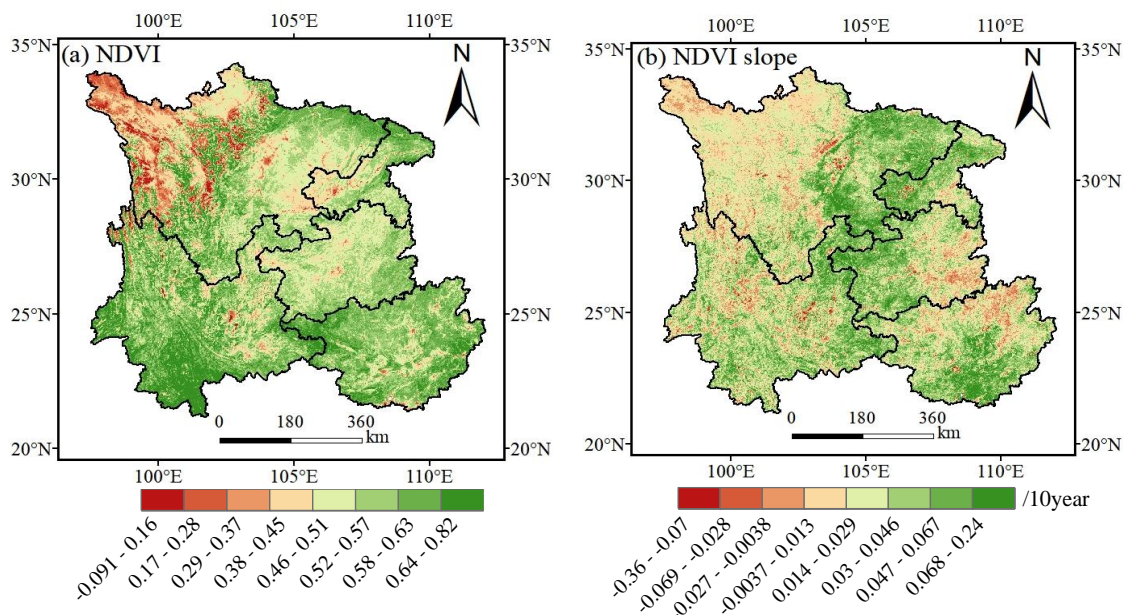 100°E 105°E 110°E
35°N
(a) NDVI
N
30°N
25°N
20°N
0 180 360
km
100°E 105°E 110°E
-0.091 - 0.16
0.17 - 0.28
0.29 - 0.37
0.38 - 0.45
0.46 - 0.51
0.52 - 0.57
0.58 - 0.63
0.64 - 0.82
100°E 105°E 110°E
35°N 35°N
(b) NDVI slope
N
30°N 30°N
25°N 25°N
20°N 20°N
0 180 360
km
100°E 105°E 110°E
/10year
-0.36 - -0.07
-0.069 - -0.028
0.027 - -0.0038
-0.0037 - 0.013
0.014 - 0.029
0.03 - 0.046
0.047 - 0.067
0.068 - 0.24